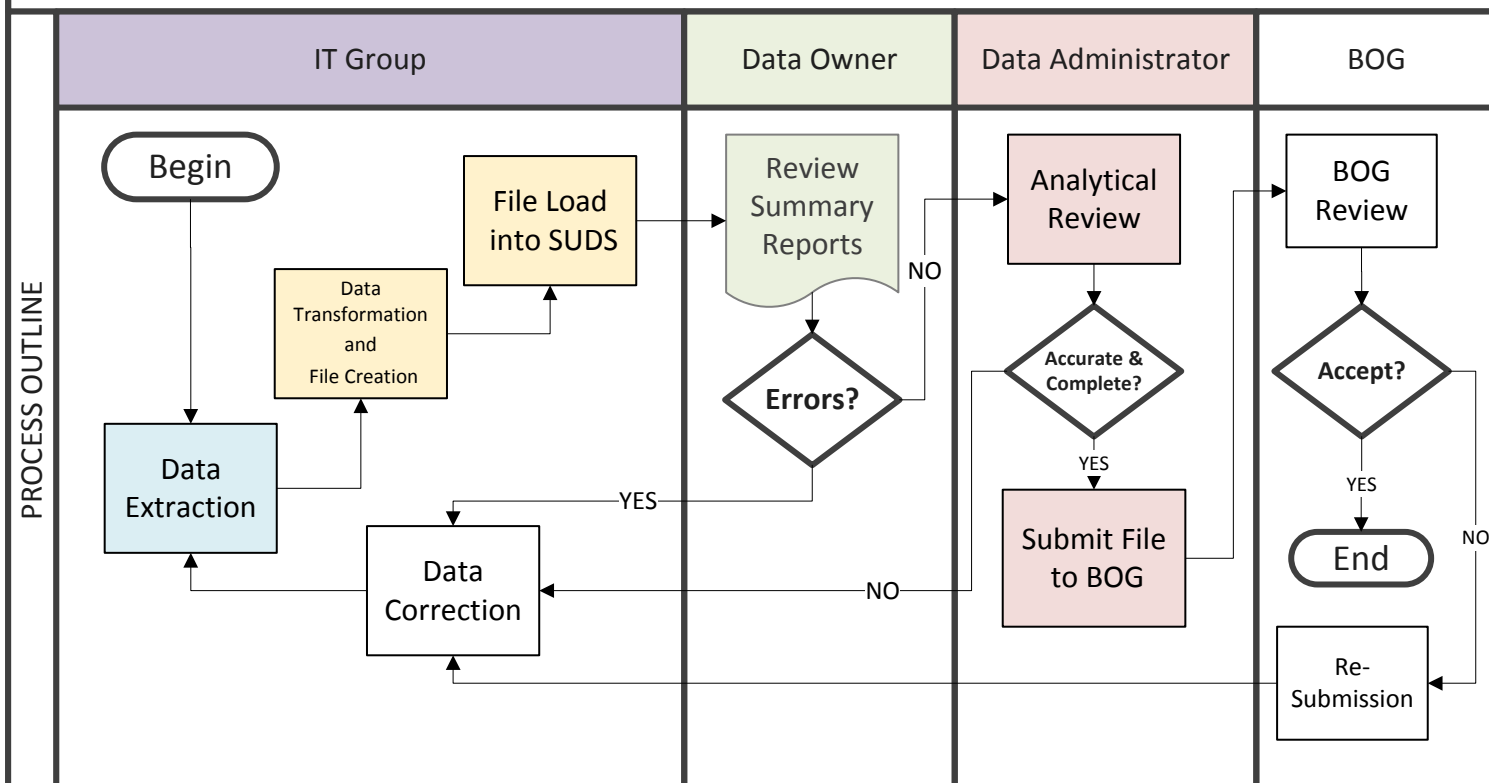 IT Group
Data Owner
Data Administrator
BOG
PROCESS OUTLINE
Begin
Data
Extraction
Data
Transformation
and
File Creation
File Load
into SUDS
Data
Correction
Review
Summary
Reports
Errors?
NO
YES
Analytical
Review
Accurate &
Complete?
YES
NO
Submit File
to BOG
BOG
Review
Accept?
YES
NO
End
Re-
Submission